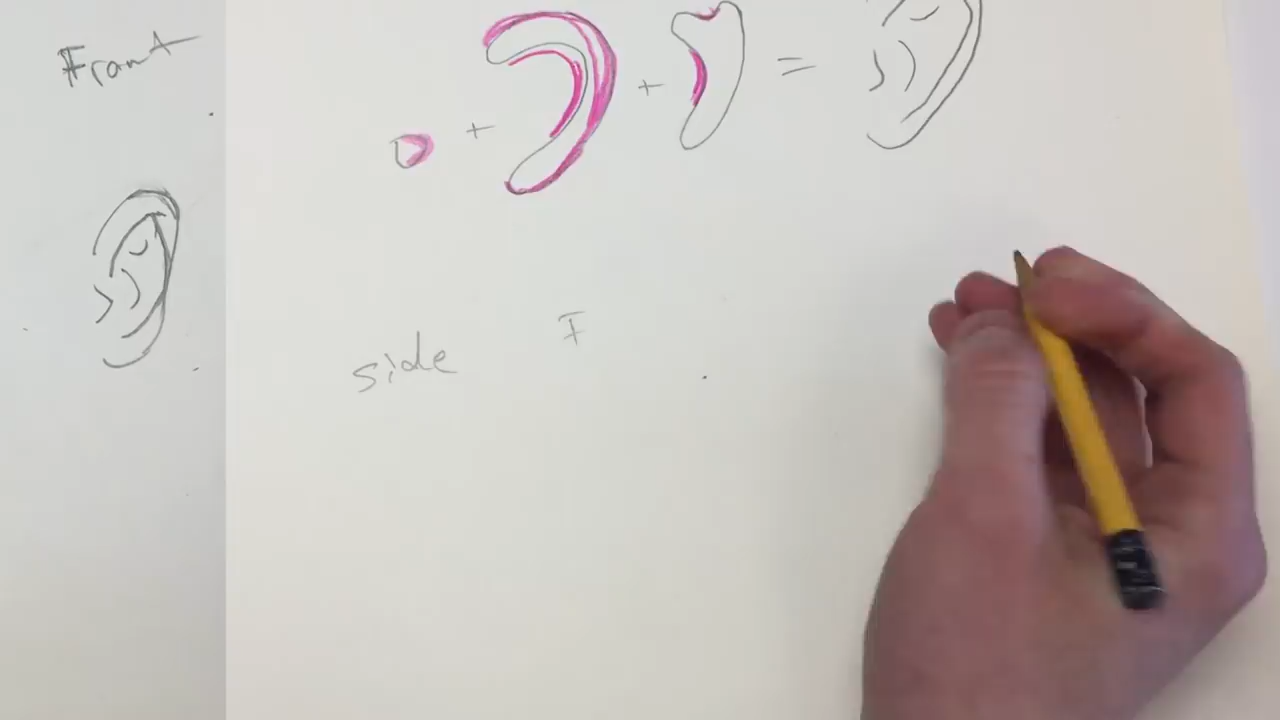 Front
+ + =
side F